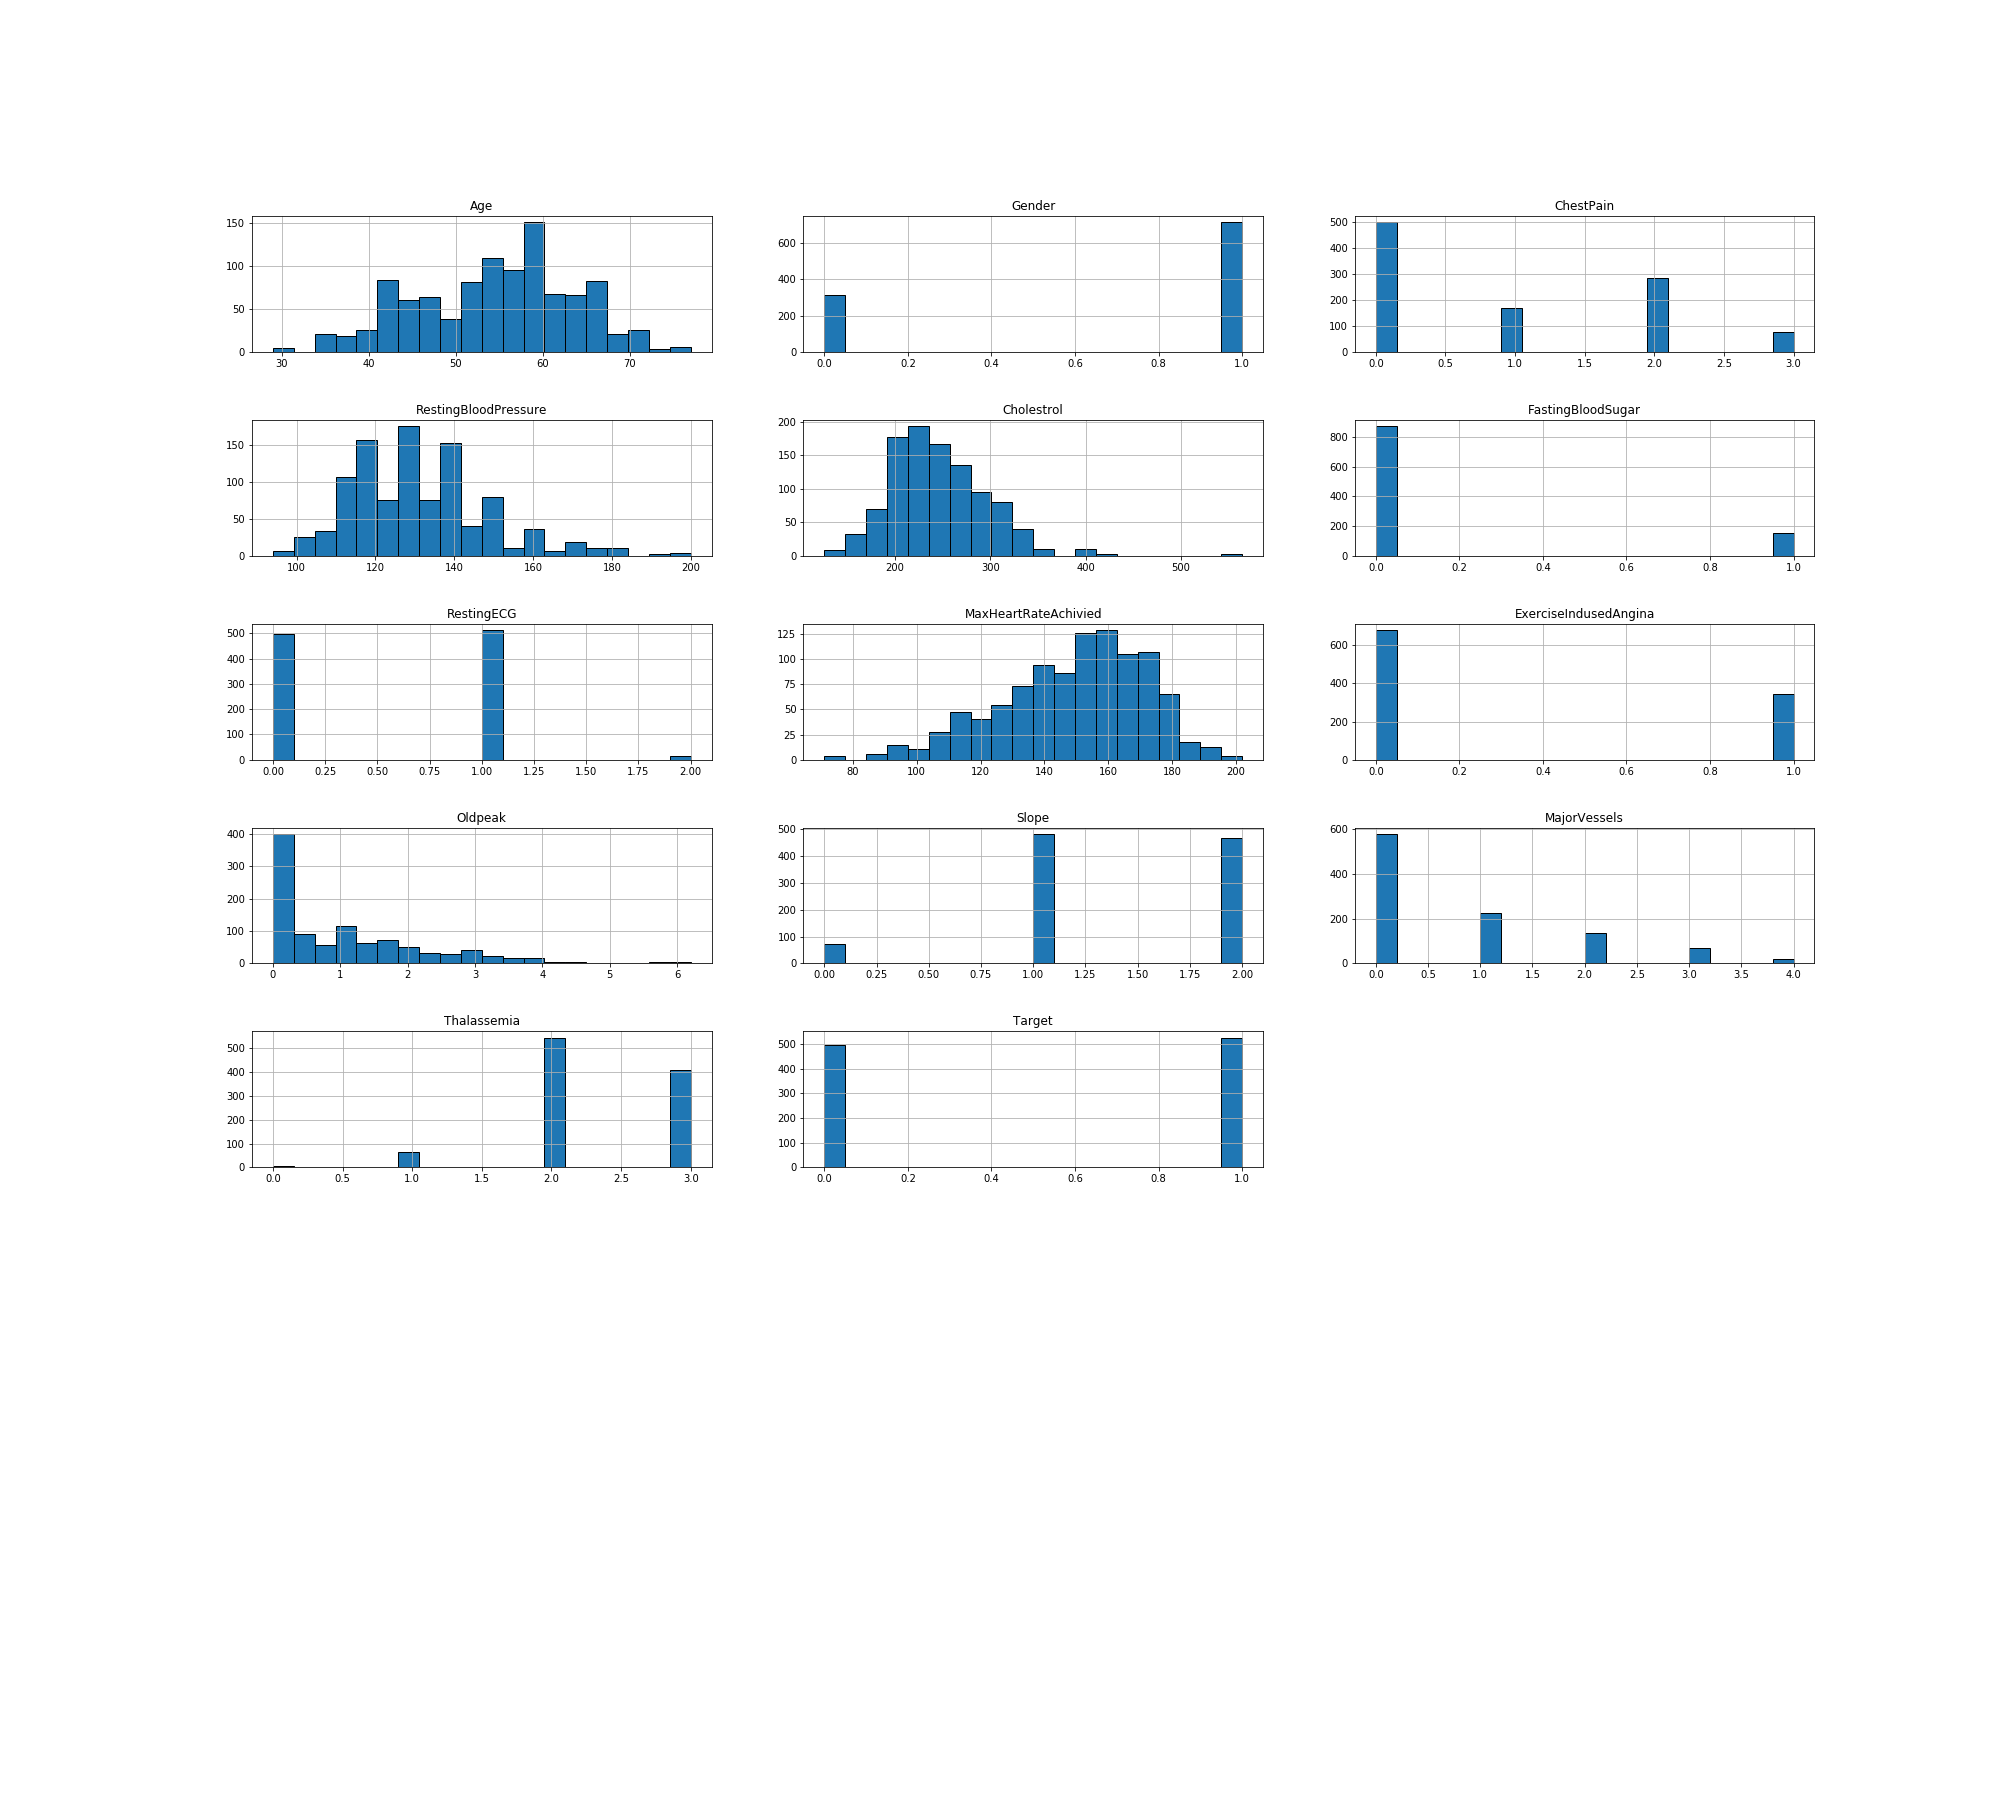 Age
150
100
50
0
30 40 50 60 70
Gender
600
400
200
0
0.0 0.2 0.4 0.6 0.8 1.0
ChestPain
500
400
300
200
100
0
0.0 0.5 1.0 1.5 2.0 2.5 3.0
RestingBloodPressure
150
100
50
0
100 120 140 160 180 200
Cholestrol
200
150
100
50
0
200 300 400 500
FastingBloodSugar
800
600
400
200
0
0.0 0.2 0.4 0.6 0.8 1.0
RestingECG
500
400
300
200
100
0
0.00 0.25 0.50 0.75 1.00 1.25 1.50 1.75 2.00
MaxHeartRateAchivied
125
100
75
50
25
0
80 100 120 140 160 180 200
ExerciseIndusedAngina
600
400
200
0
0.0 0.2 0.4 0.6 0.8 1.0
Oldpeak
400
300
200
100
0
0 1 2 3 4 5 6
Slope
500
400
300
200
100
0
0.00 0.25 0.50 0.75 1.00 1.25 1.50 1.75 2.00
MajorVessels
600
400
200
0
0.0 0.5 1.0 1.5 2.0 2.5 3.0 3.5 4.0
Thalassemia
500
400
300
200
100
0
0.0 0.5 1.0 1.5 2.0 2.5 3.0
Target
500
400
300
200
100
0
0.0 0.2 0.4 0.6 0.8 1.0